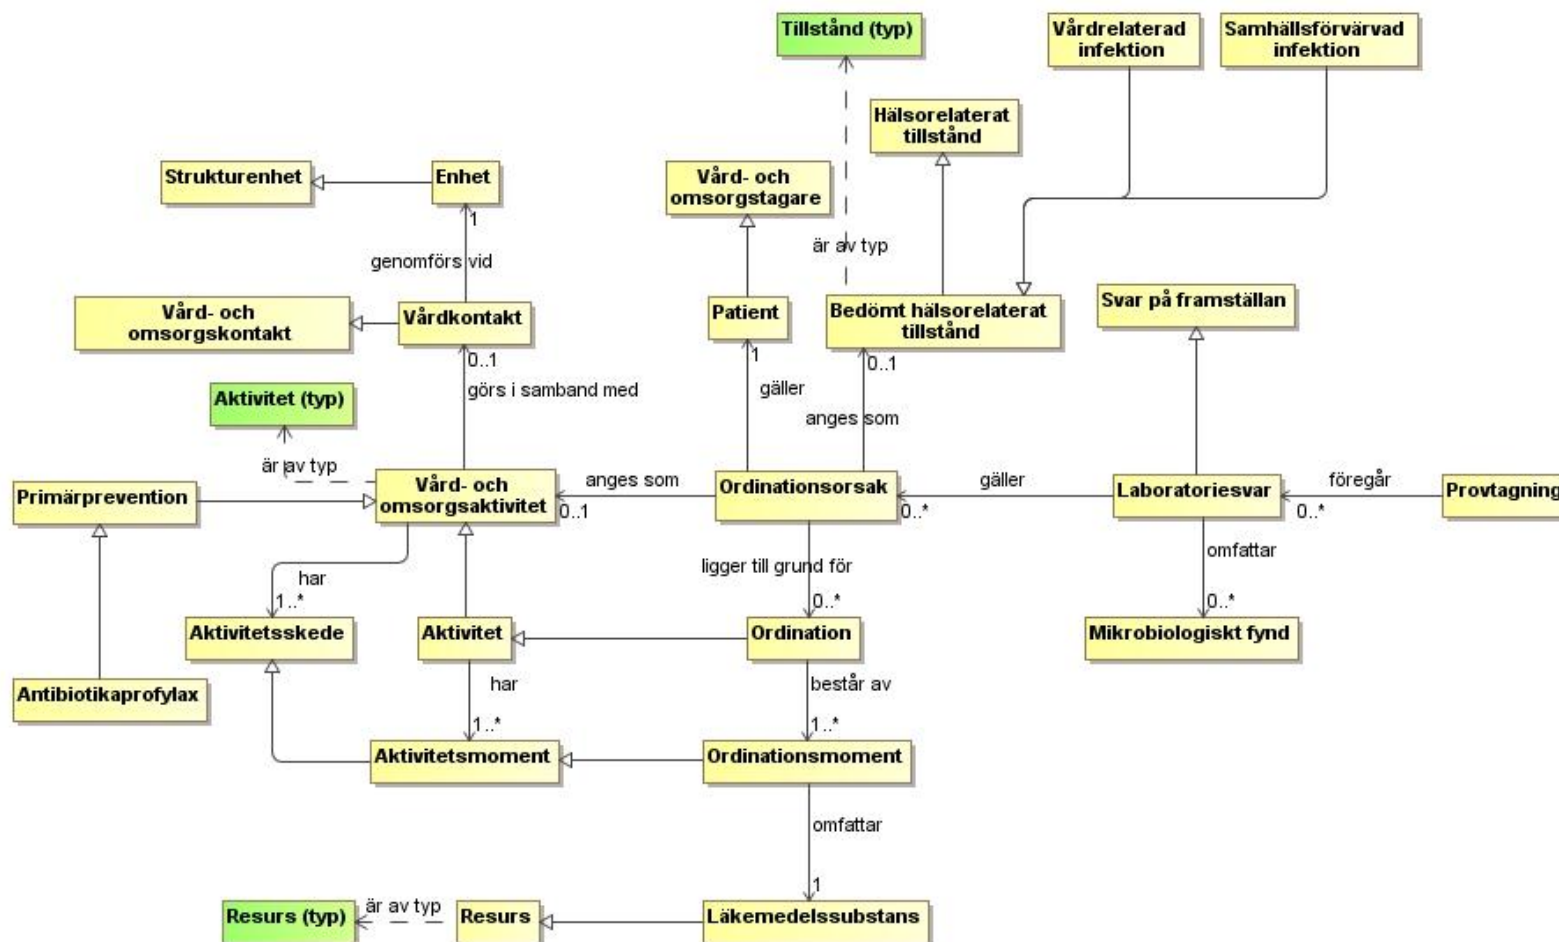 Tillstånd (typ)
Vårdrelaterad
infektion
Samhällsförvärvad
infektion
Hälsorelaterat
tillstånd
Strukturenhet
Enhet
Vård- och
omsorgstagare
1
är av typ
genomförs vid
Vård- och
omsorgskontakt
Vårdkontakt
Patient
Bedömt hälsorelaterat
tillstånd
Svar på framställan
0..1
1
0..1
görs i samband med
gäller
Aktivitet (typ)
anges som
är av typ
Primärprevention
Vård- och
omsorgsaktivitet
anges som
0..1
Ordinationsorsak
gäller
0..*
Laboratoriesvar
föregår
0..*
Provtagning
har
1..*
ligger till grund för
0..*
omfattar
0..*
Aktivitetsskede
Aktivitet
Ordination
Mikrobiologiskt fynd
Antibiotikaprofylax
har
1..*
består av
1..*
Aktivitetsmoment
Ordinationsmoment
omfattar
1
Resurs (typ)
är av typ
Resurs
Läkemedelssubstans